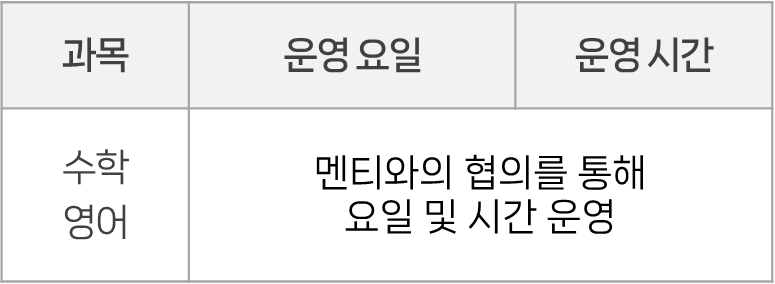 과목 운영 요일 운영 시간
수학
영어
멘티와의 협의를 통해
요일 및 시간 운영